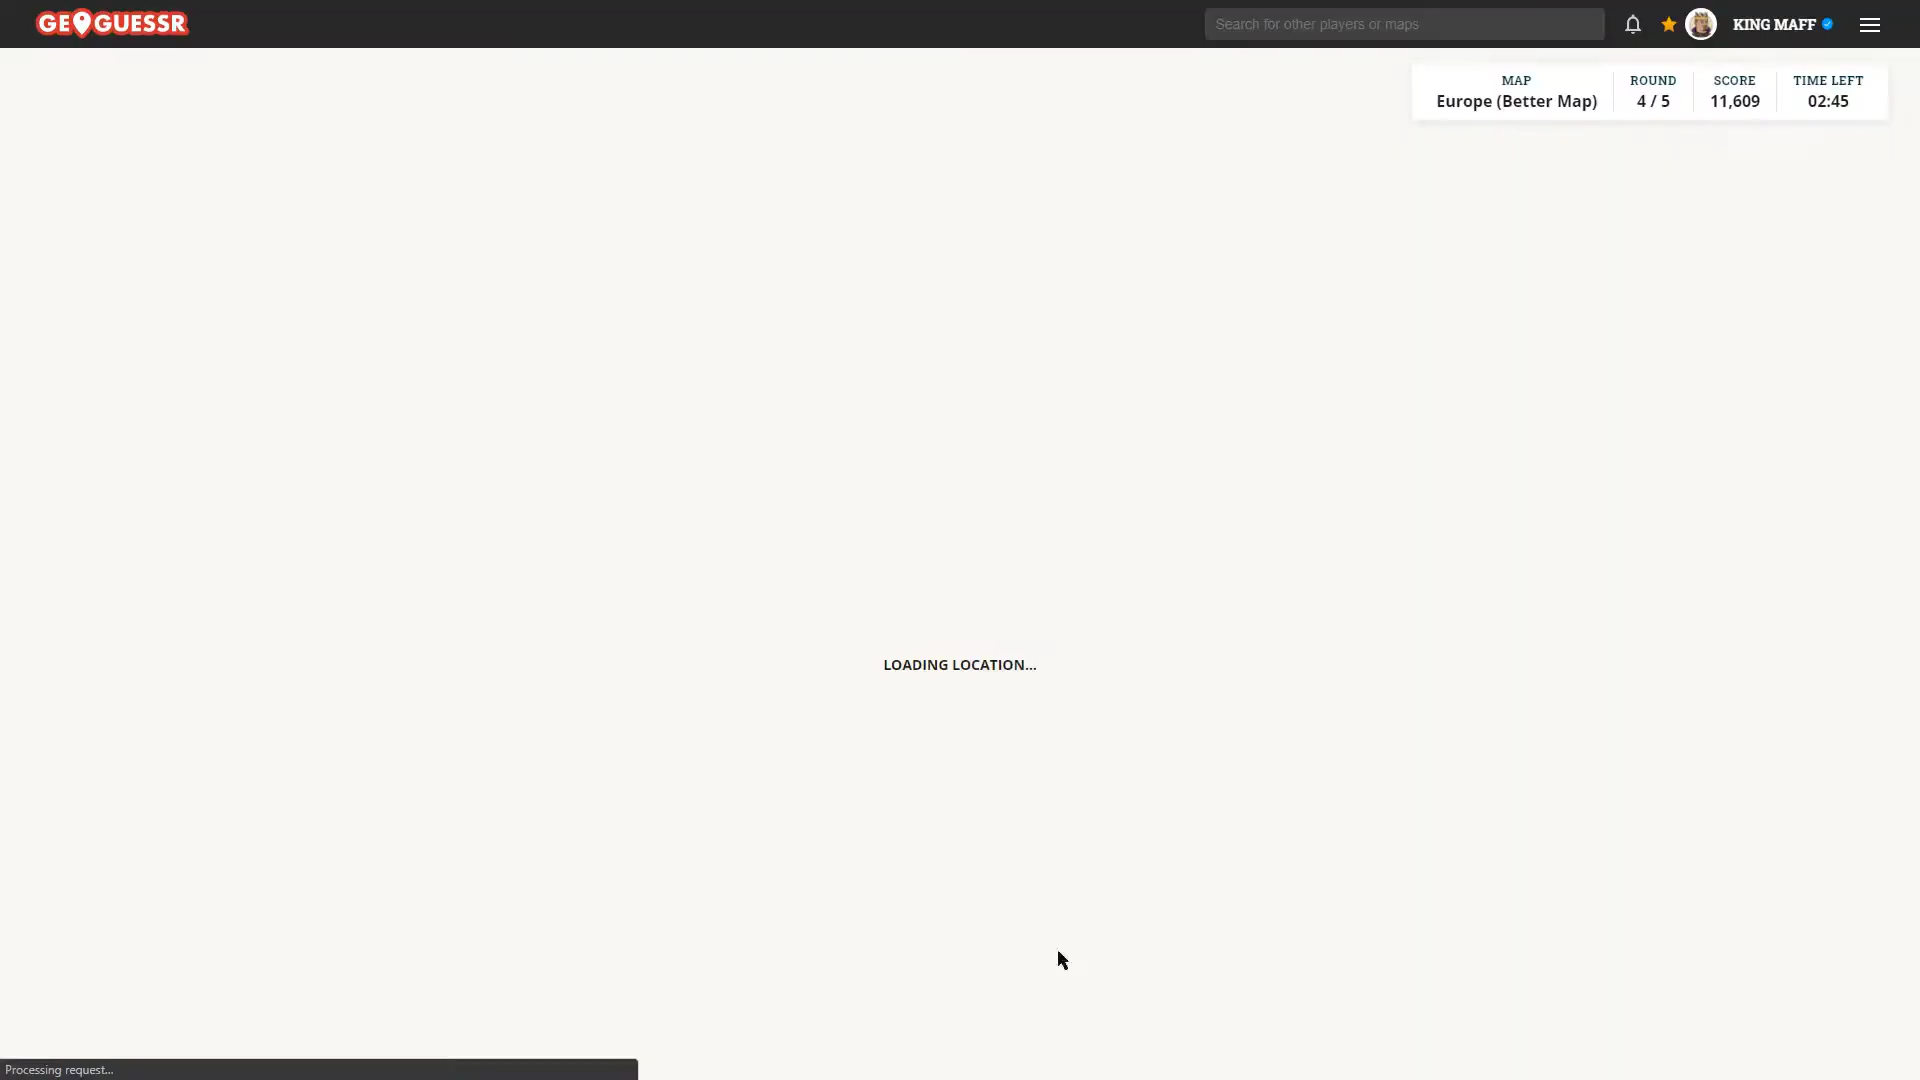 GEOGUESSR
Search for other players or maps
KING MAFF
MAP
Europe (Better Map)
ROUND
4 / 5
SCORE
11,609
TIME LEFT
02:45
LOADING LOCATION...
Processing request...